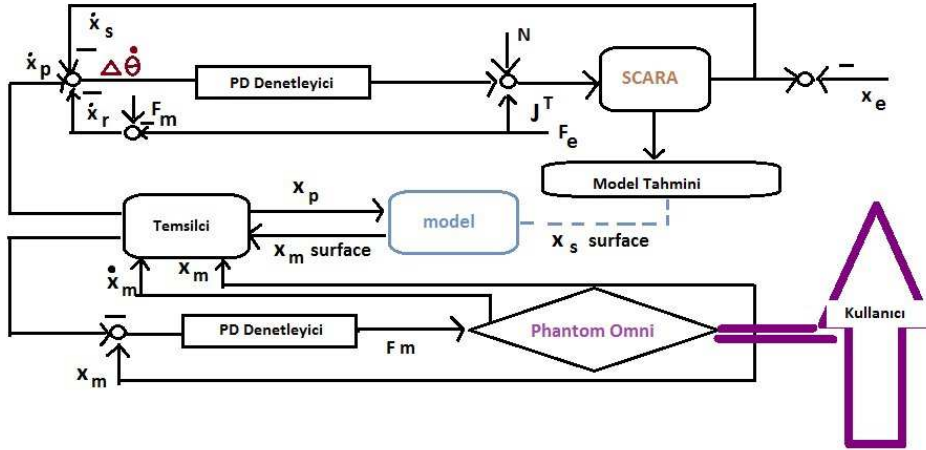 ẋs
N
ẋp
Δθ̇
PD Denetleyici
SCARA
ẋr
Fm
J^T
Fe
xe
Model Tahmini
xp
Temsilci
model
xm surface
xs surface
ẋm
xm
Kullanıcı
PD Denetleyici
Fm
Phantom Omni
xm